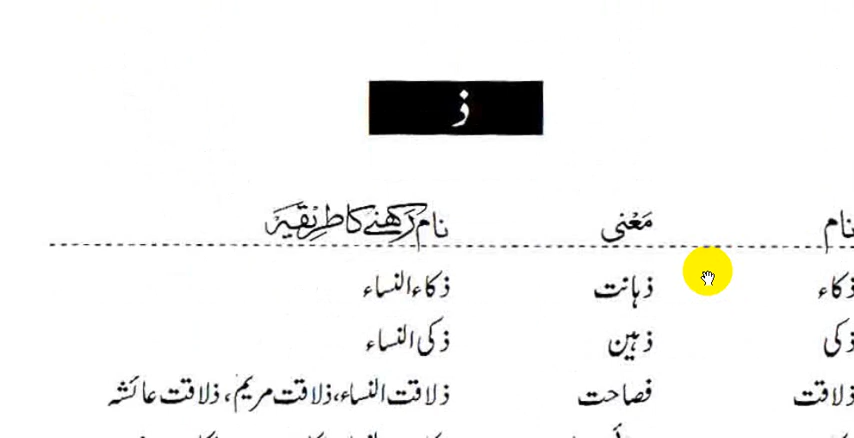 ذ
نام مَعْنی نام رکھنے کا طریقہ
ذکاء ذہانت ذکاء النساء
ذکی ذہین ذکی النساء
ذلاقت فصاحت ذلاقت النساء، ذلاقت مریم، ذلاقت عائشہ